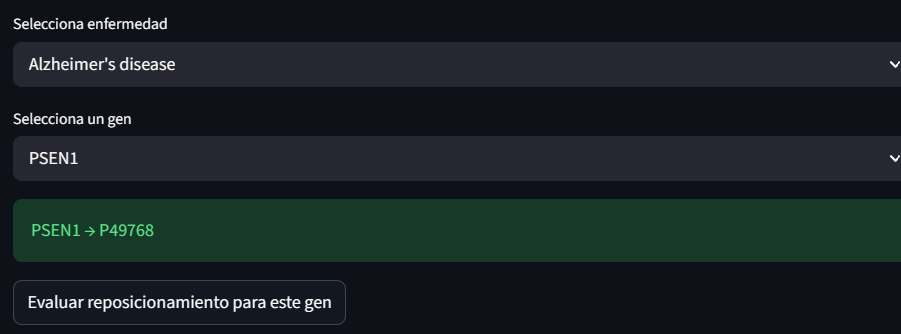 Selecciona enfermedad
Alzheimer's disease
Selecciona un gen
PSEN1
PSEN1 → P49768
Evaluar reposicionamiento para este gen